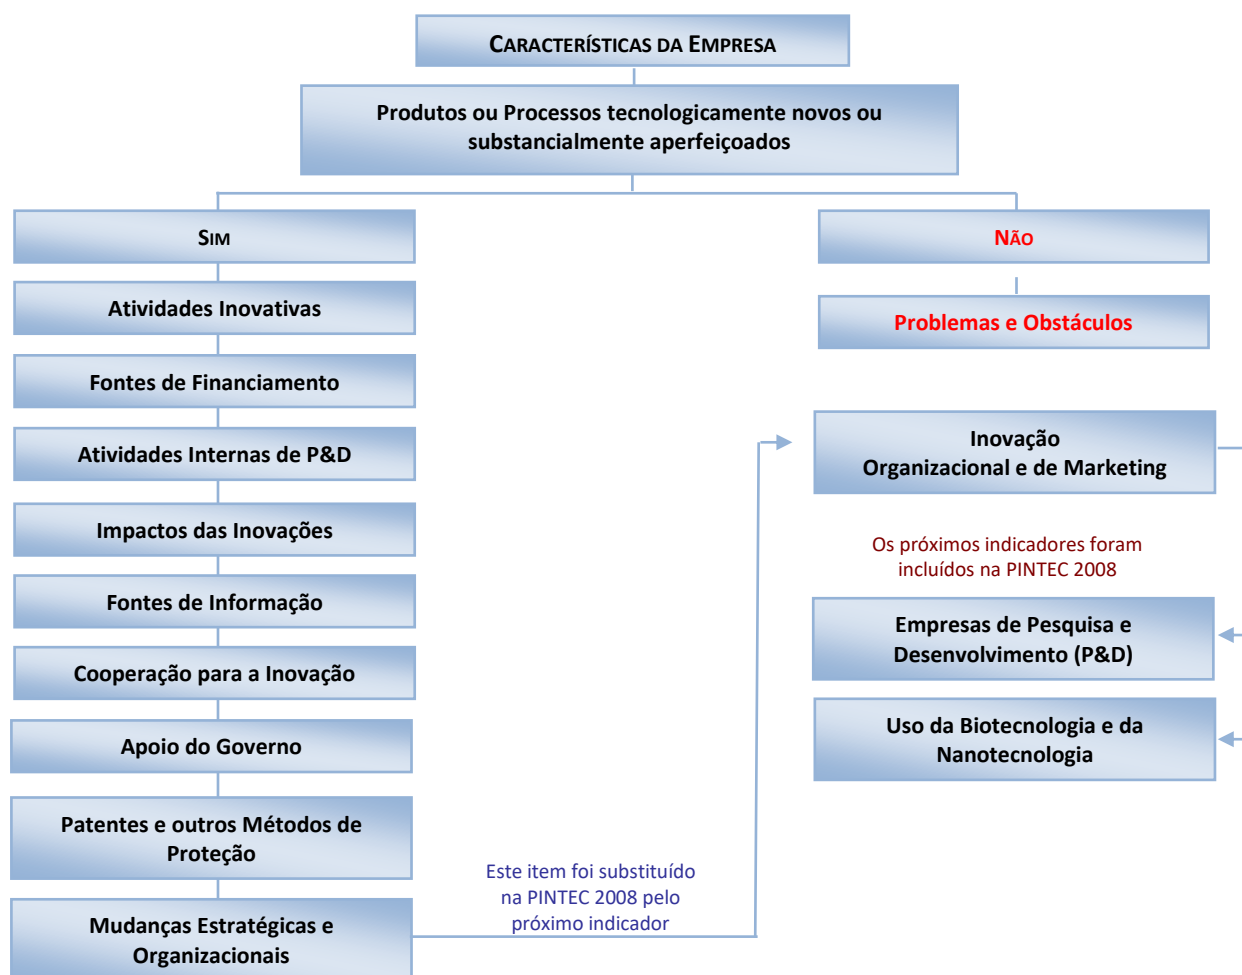 CARACTERÍSTICAS DA EMPRESA
Produtos ou Processos tecnologicamente novos ou
substancialmente aperfeiçoados
SIM
NÃO
Atividades Inovativas
Problemas e Obstáculos
Fontes de Financiamento
Atividades Internas de P&D
Impactos das Inovações
Fontes de Informação
Cooperação para a Inovação
Apoio do Governo
Patentes e outros Métodos de
Proteção
Mudanças Estratégicas e
Organizacionais
Este item foi substituído
na PINTEC 2008 pelo
próximo indicador
Inovação
Organizacional e de Marketing
Os próximos indicadores foram
incluídos na PINTEC 2008
Empresas de Pesquisa e
Desenvolvimento (P&D)
Uso da Biotecnologia e da
Nanotecnologia